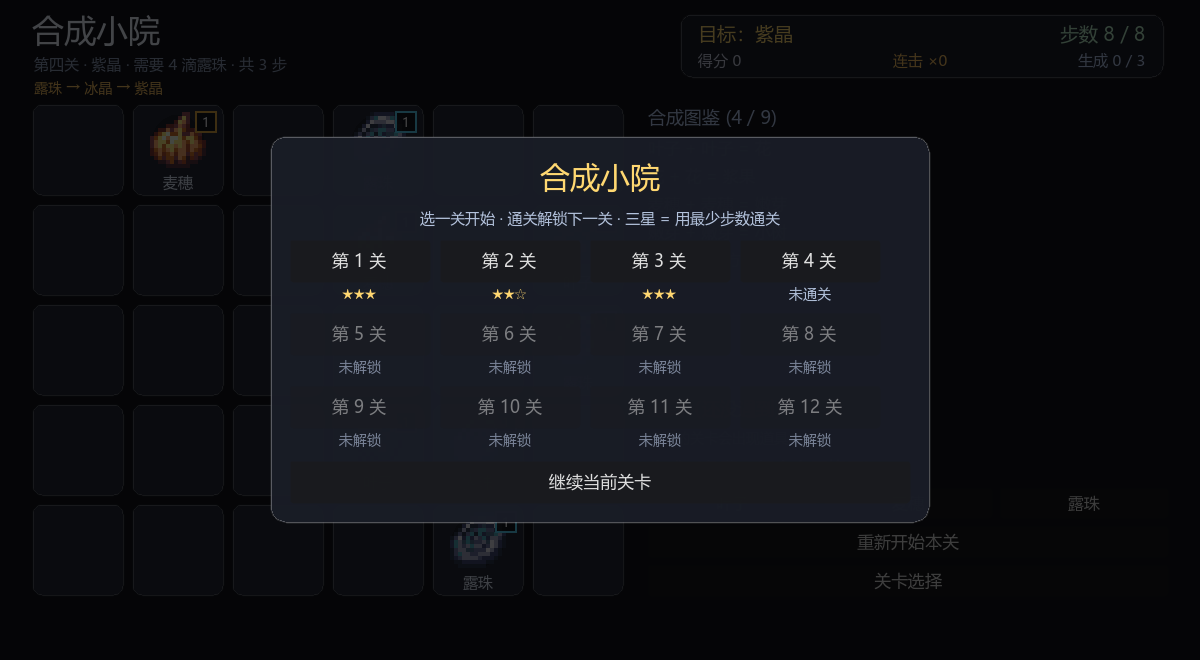 合成小院
第四关 · 紫晶 · 需要 4 滴露珠 · 共 3 步
露珠 → 冰晶 → 紫晶
目标：紫晶
步数 8 / 8
得分 0
连击 ×0
生成 0 / 3
1
麦穗
1
合成图鉴 (4 / 9)
合成小院
选一关开始 · 通关解锁下一关 · 三星 = 用最少步数通关
第 1 关
第 2 关
第 3 关
第 4 关
★★★
★★☆
★★★
未通关
第 5 关
第 6 关
第 7 关
第 8 关
未解锁
未解锁
未解锁
未解锁
第 9 关
第 10 关
第 11 关
第 12 关
未解锁
未解锁
未解锁
未解锁
继续当前关卡
露珠
露珠
重新开始本关
关卡选择